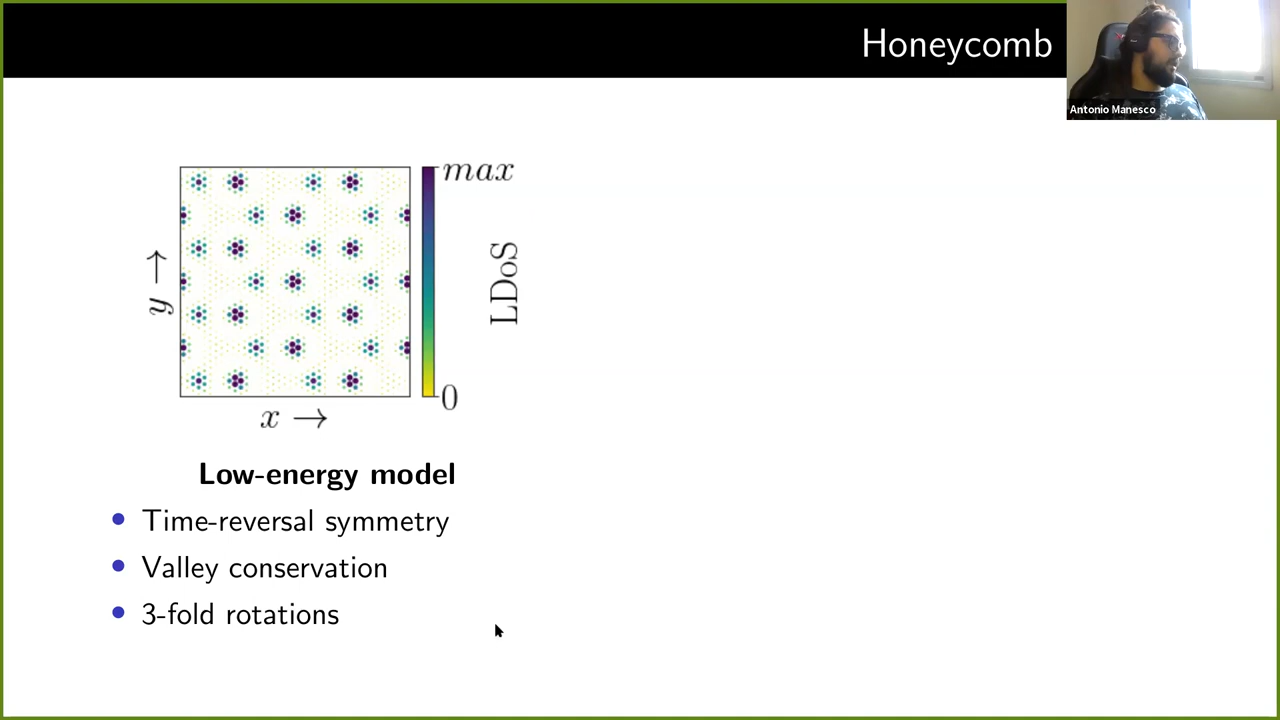 Honeycomb
Antonio Manesco
max
LDoS
y →
0
x →
Low-energy model
• Time-reversal symmetry
• Valley conservation
• 3-fold rotations